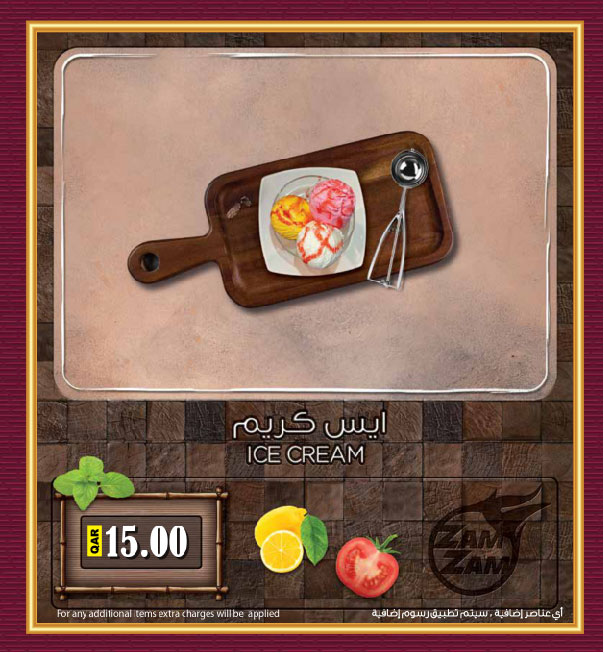 ايس كريم
ICE CREAM
QAR 15.00
ZAM
ZAM
For any additional items extra charges will be applied
أي عناصر إضافية ، سيتم تطبيق رسوم إضافية